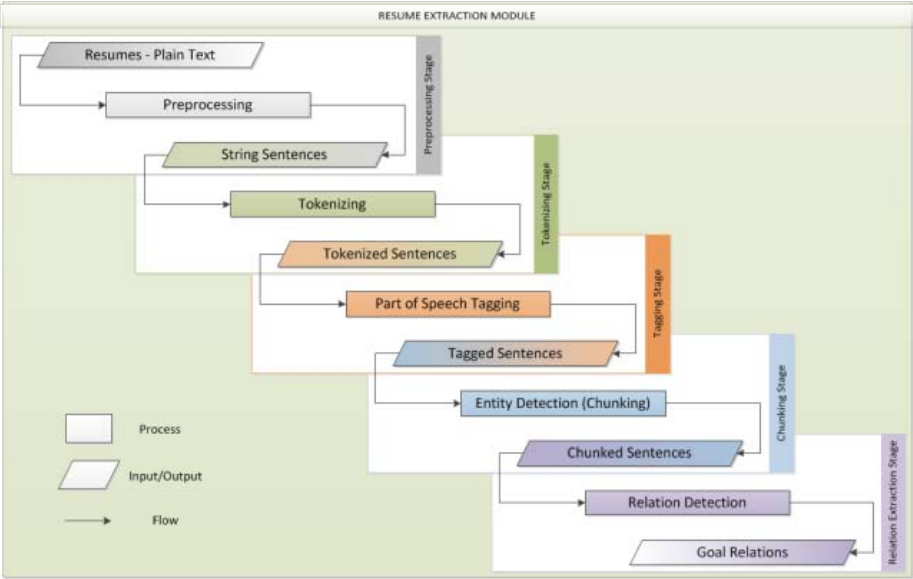 RESUME EXTRACTION MODULE
Resumes - Plain Text
Preprocessing
String Sentences
Preprocessing Stage
Tokenizing
Tokenized Sentences
Tokenizing Stage
Part of Speech Tagging
Tagged Sentences
Tagging Stage
Entity Detection (Chunking)
Chunked Sentences
Chunking Stage
Relation Detection
Goal Relations
Relation Extraction Stage
Process
Input/Output
Flow